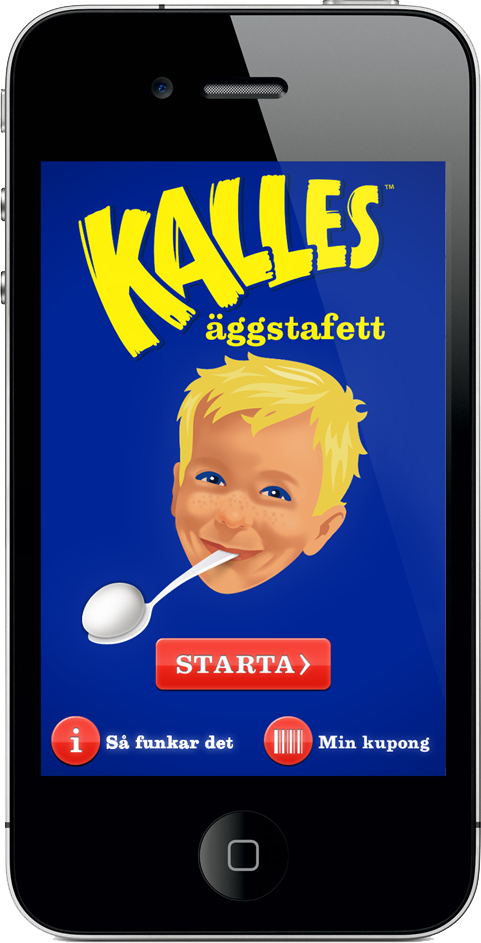 KALLES™
äggstafett
STARTA
i Så funkar det
Min kupong